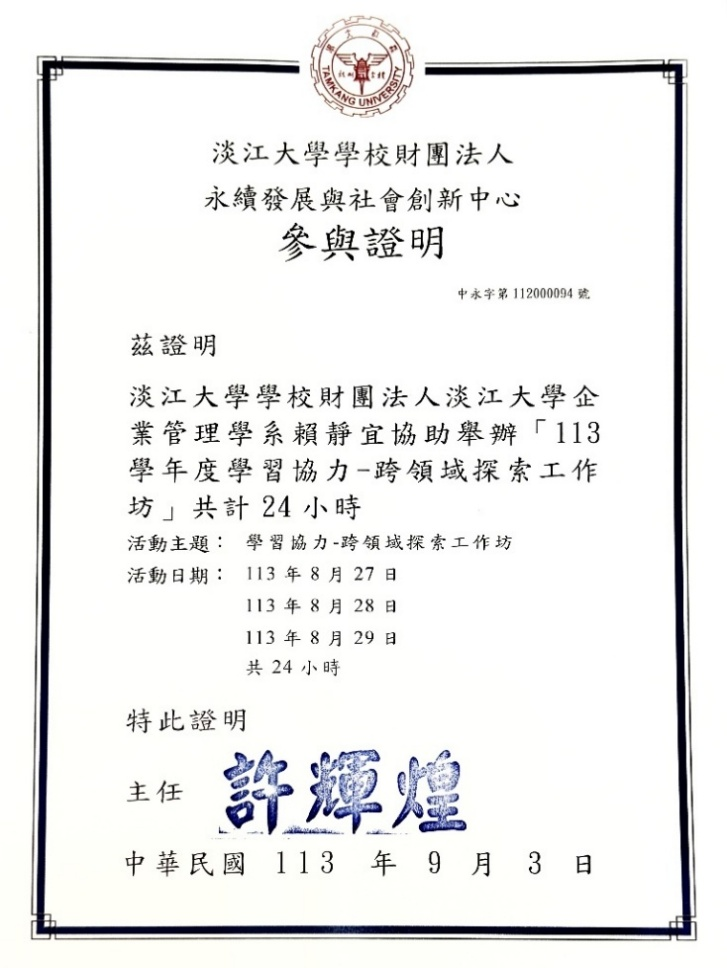 TAMKANG UNIVERSITY
淡江大學學校財團法人
永續發展與社會創新中心
參與證明
中永字第 112000094 號
茲證明
淡江大學學校財團法人淡江大學企
業管理學系賴靜宜協助舉辦「113
學年度學習協力-跨領域探索工作
坊」共計 24 小時
活動主題： 學習協力-跨領域探索工作坊
活動日期： 113 年 8 月 27 日
113 年 8 月 28 日
113 年 8 月 29 日
共 24 小時
特此證明
主任 許輝煌
中華民國 113 年 9 月 3 日